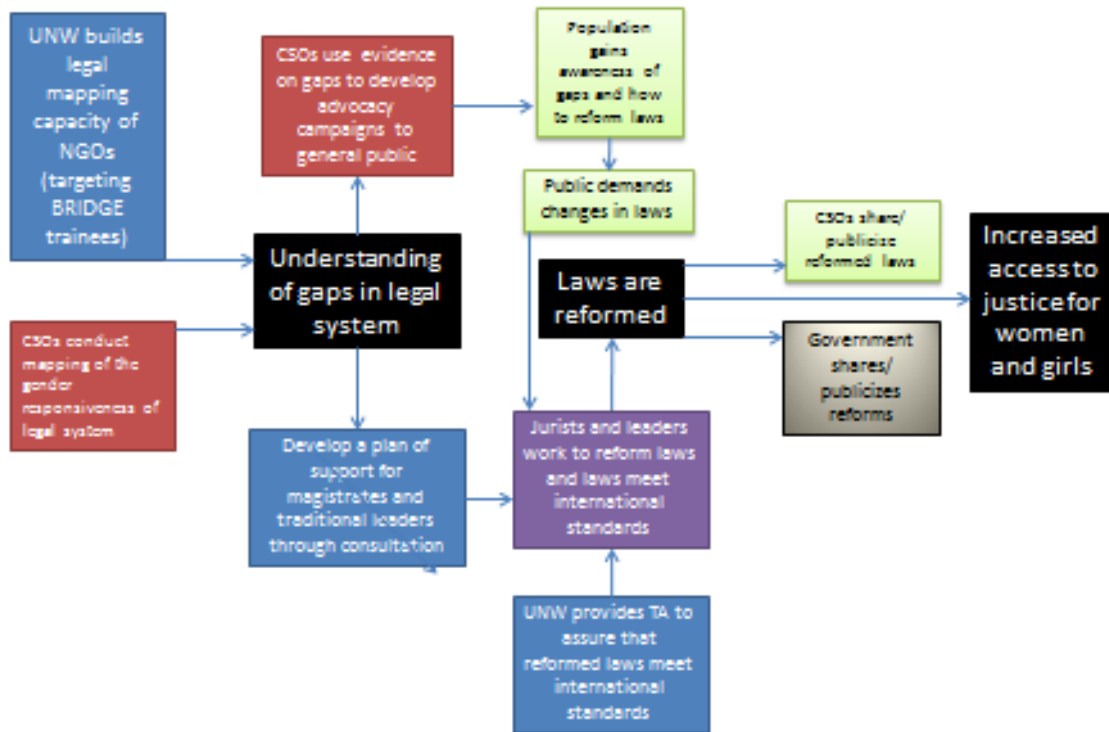 UNW builds
legal
mapping
capacity of
NGOs
(targeting
BRIDGE
trainees)
CSOs use evidence
on gaps to develop
advocacy
campaigns to
general public
Population
gains
awareness of
gaps and how
to reform laws
Public demands
changes in laws
Understanding
of gaps in legal
system
Laws are
reformed
CSOs share/
publicize
reformed laws
Increased
access to
justice for
women
and girls
CSOs conduct
mapping of the
gender
responsiveness of
legal system
Government
shares/
publicizes
reforms
Develop a plan of
support for
magistrates and
traditional leaders
through consultation
Jurists and leaders
work to reform laws
and laws meet
international
standards
UNW provides TA to
assure that
reformed laws meet
international
standards